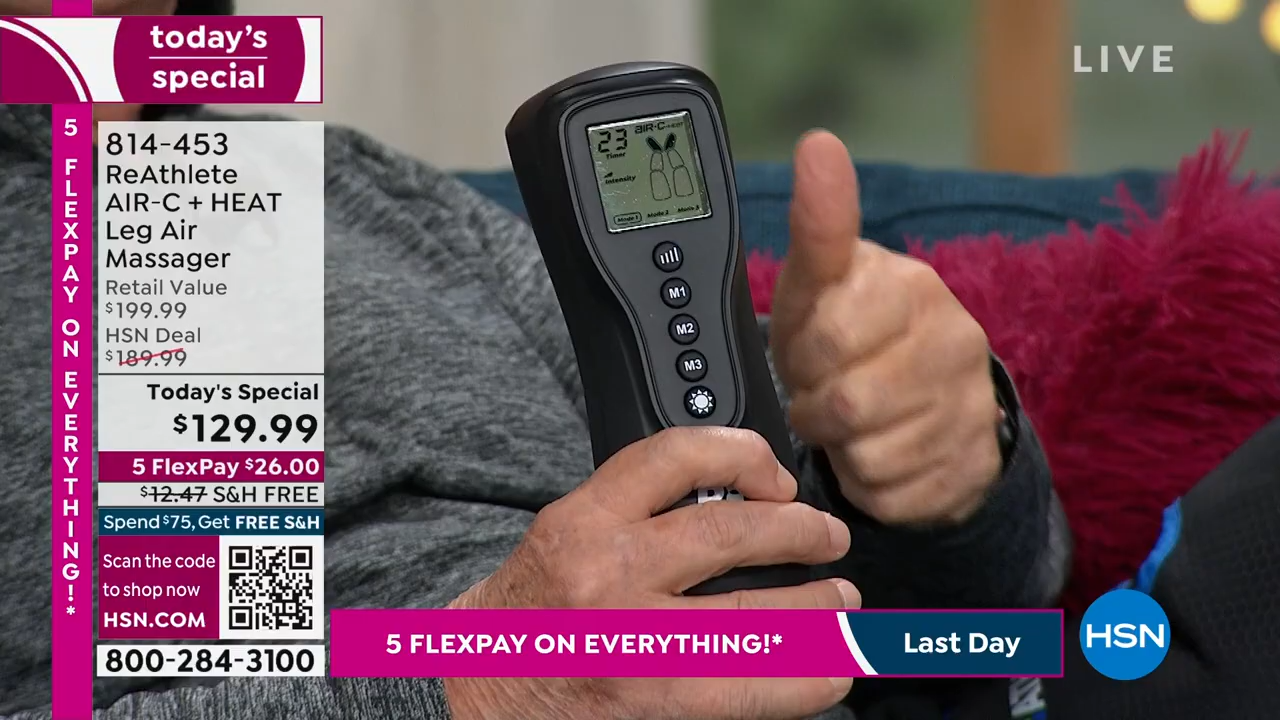 today's
special
LIVE
5 FLEXPAY ON EVERYTHING!*
814-453
ReAthlete
AIR-C + HEAT
Leg Air
Massager
Retail Value
$199.99
HSN Deal
$189.99
Today's Special
$129.99
5 FlexPay $26.00
$12.47 S&H FREE
Spend $75, Get FREE S&H
Scan the code
to shop now
HSN.COM
800-284-3100
23
AIR-C+HEAT
Timer
Intensity
Mode 1 Mode 2 Mode 3
M1
M2
M3
5 FLEXPAY ON EVERYTHING!*
Last Day
HSN